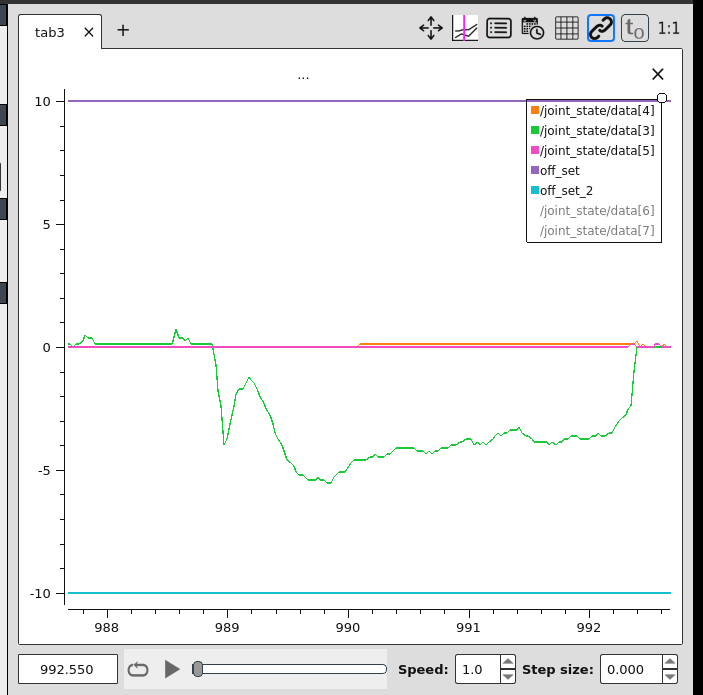 tab3
t0
1:1
...
10
5
0
-5
-10
/joint_state/data[4]
/joint_state/data[3]
/joint_state/data[5]
off_set
off_set_2
/joint_state/data[6]
/joint_state/data[7]
988 989 990 991 992
992.550 Speed: 1.0 Step size: 0.000